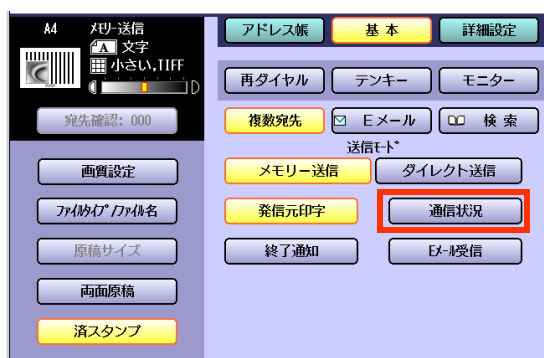 A4 ﾒﾓﾘｰ送信
A 文字
小さい,TIFF
D
宛先確認: 000
画質設定
ﾌｧｲﾙﾀｲﾌﾟ/ﾌｧｲﾙ名
原稿サイズ
両面原稿
済スタンプ
アドレス帳 基本 詳細設定
再ダイヤル テンキー モニター
複数宛先 Eメール 検索
送信ﾓｰﾄﾞ
メモリー送信 ダイレクト送信
発信元印字 通信状況
終了通知 Eﾒｰﾙ受信